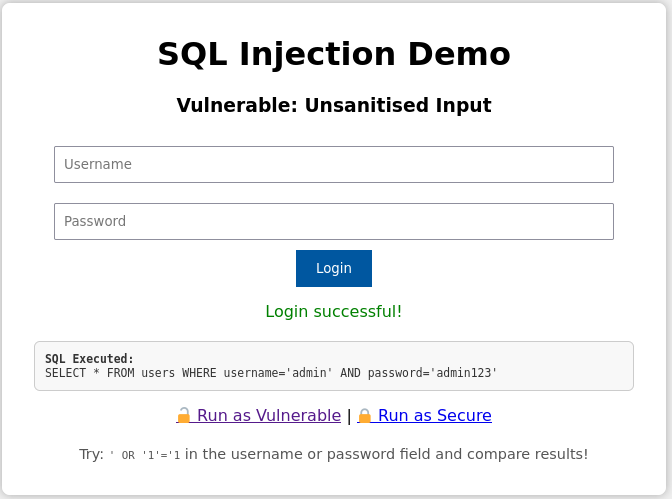 SQL Injection Demo
Vulnerable: Unsanitised Input
Username
Password
Login
Login successful!
SQL Executed:
SELECT * FROM users WHERE username='admin' AND password='admin123'
🔓 Run as Vulnerable | 🔒 Run as Secure
Try: ' OR '1'='1 in the username or password field and compare results!